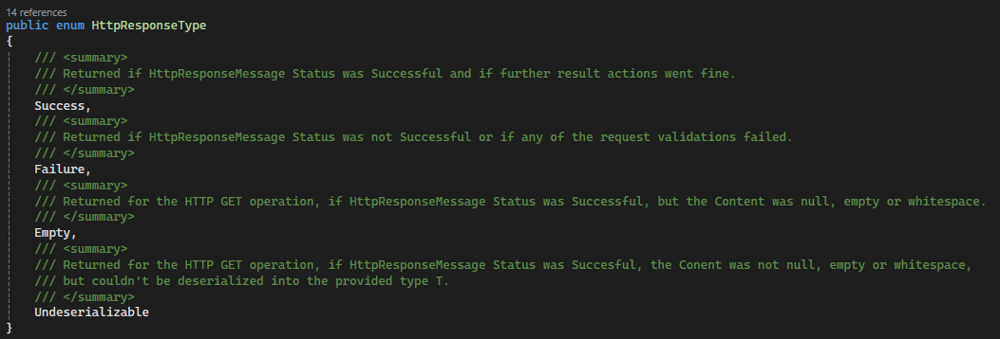 14 references
public enum HttpResponseType
{
/// <summary>
/// Returned if HttpResponseMessage Status was Successful and if further result actions went fine.
/// </summary>
Success,
/// <summary>
/// Returned if HttpResponseMessage Status was not Successful or if any of the request validations failed.
/// </summary>
Failure,
/// <summary>
/// Returned for the HTTP GET operation, if HttpResponseMessage Status was Successful, but the Content was null, empty or whitespace.
/// </summary>
Empty,
/// <summary>
/// Returned for the HTTP GET operation, if HttpResponseMessage Status was Succesful, the Conent was not null, empty or whitespace,
/// but couldn't be deserialized into the provided type T.
/// </summary>
Undeserializable
}